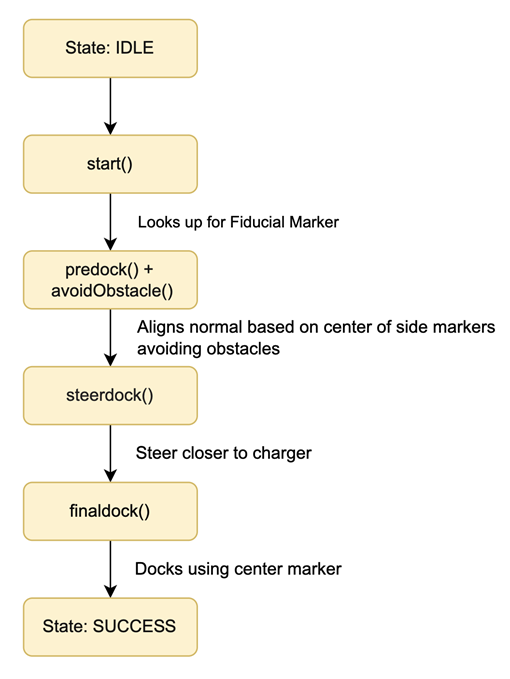 State: IDLE
start()
Looks up for Fiducial Marker
predock() +
avoidObstacle()
Aligns normal based on center of side markers
avoiding obstacles
steerdock()
Steer closer to charger
finaldock()
Docks using center marker
State: SUCCESS